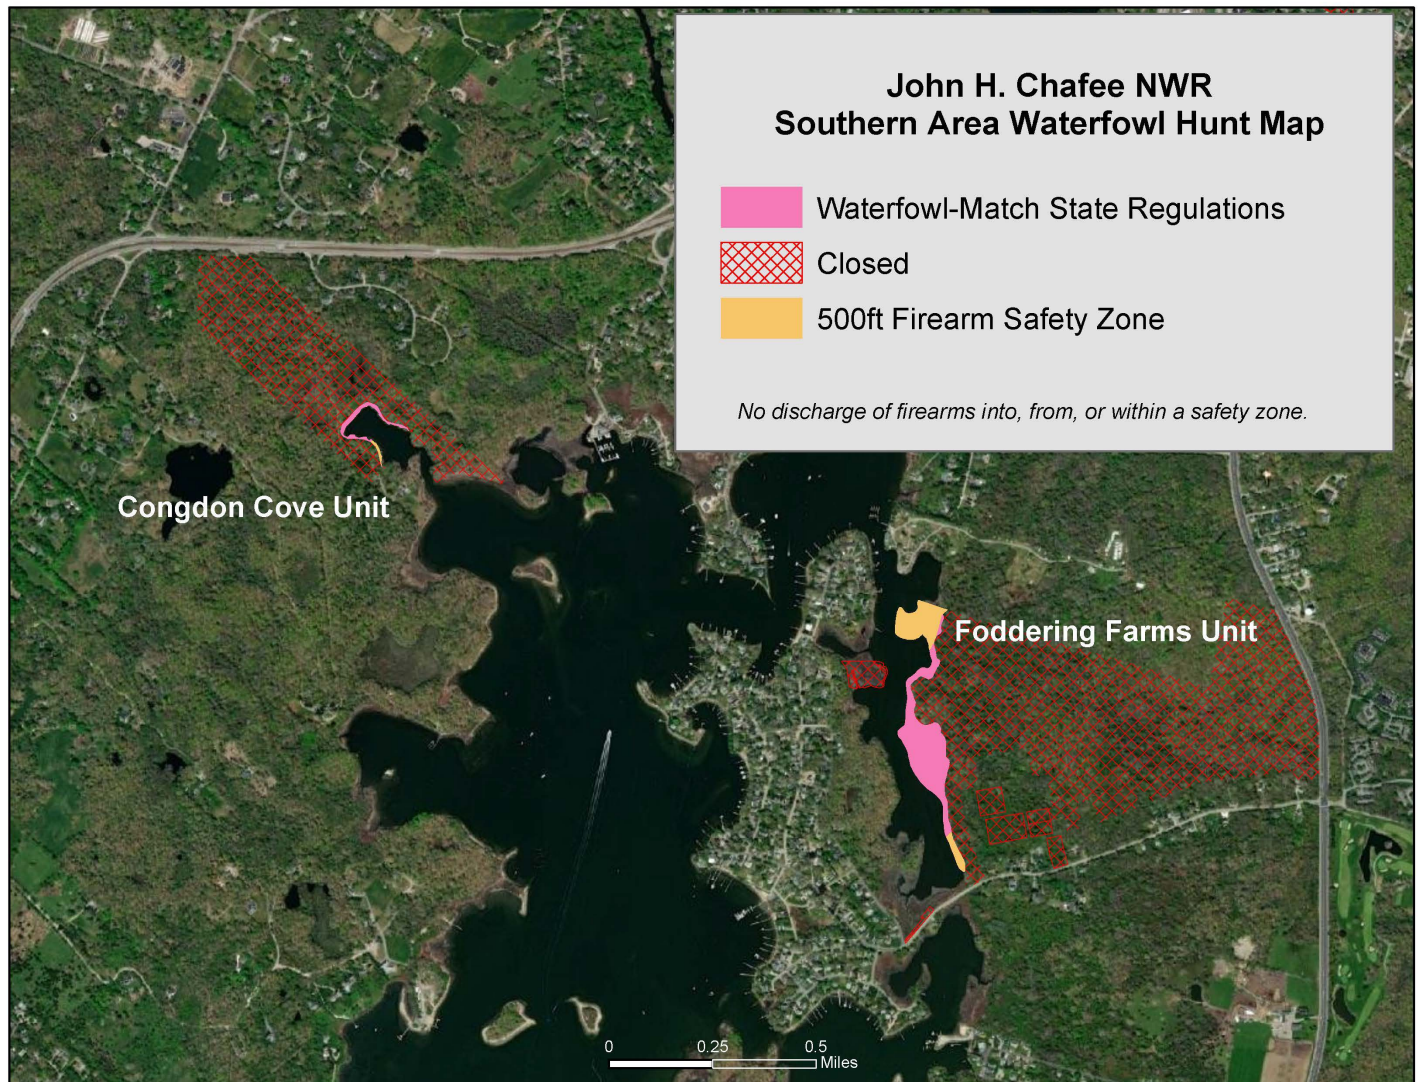 John H. Chafee NWR
Southern Area Waterfowl Hunt Map
Waterfowl-Match State Regulations
Closed
500ft Firearm Safety Zone
No discharge of firearms into, from, or within a safety zone.
Congdon Cove Unit
Foddering Farms Unit
0 0.25 0.5
Miles